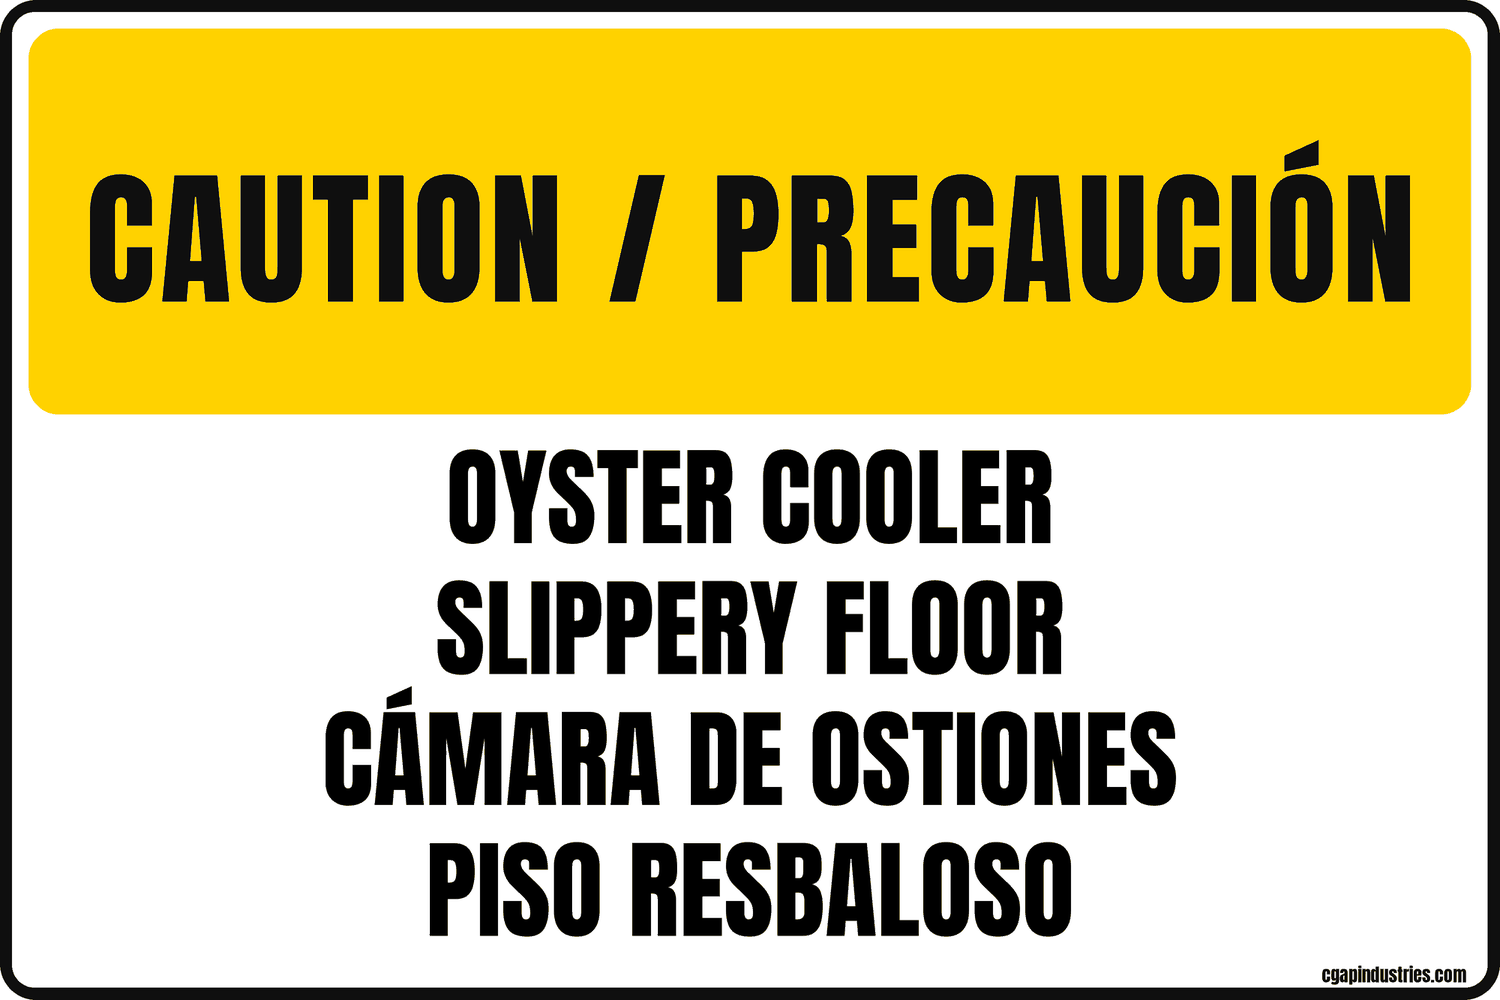 CAUTION / PRECAUCIÓN
OYSTER COOLER
SLIPPERY FLOOR
CÁMARA DE OSTIONES
PISO RESBALOSO
cgapindustries.com